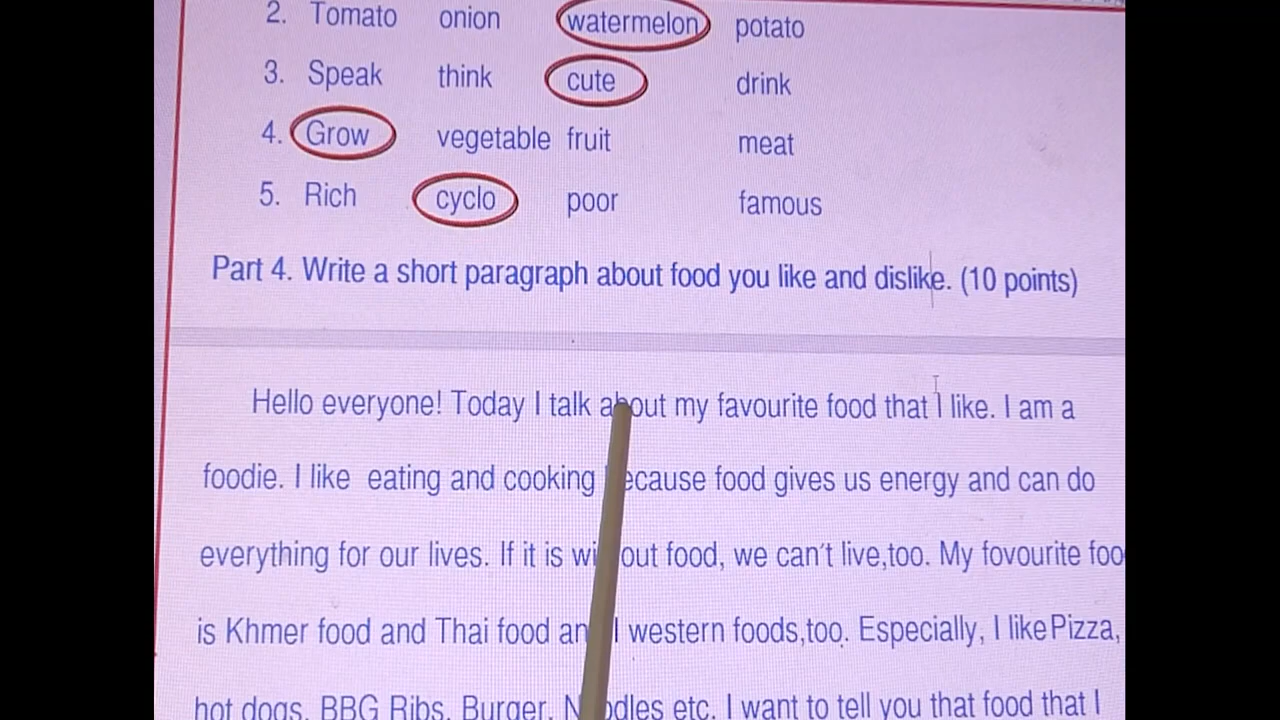 2. Tomato onion watermelon potato
3. Speak think cute drink
4. Grow vegetable fruit meat
5. Rich cyclo poor famous
Part 4. Write a short paragraph about food you like and dislike. (10 points)
Hello everyone! Today I talk about my favourite food that I like. I am a
foodie. I like eating and cooking because food gives us energy and can do
everything for our lives. If it is without food, we can't live,too. My fovourite foo
is Khmer food and Thai food and western foods,too. Especially, I like Pizza,
hot dogs, BBG Ribs, Burger, Noodles etc. I want to tell you that food that I